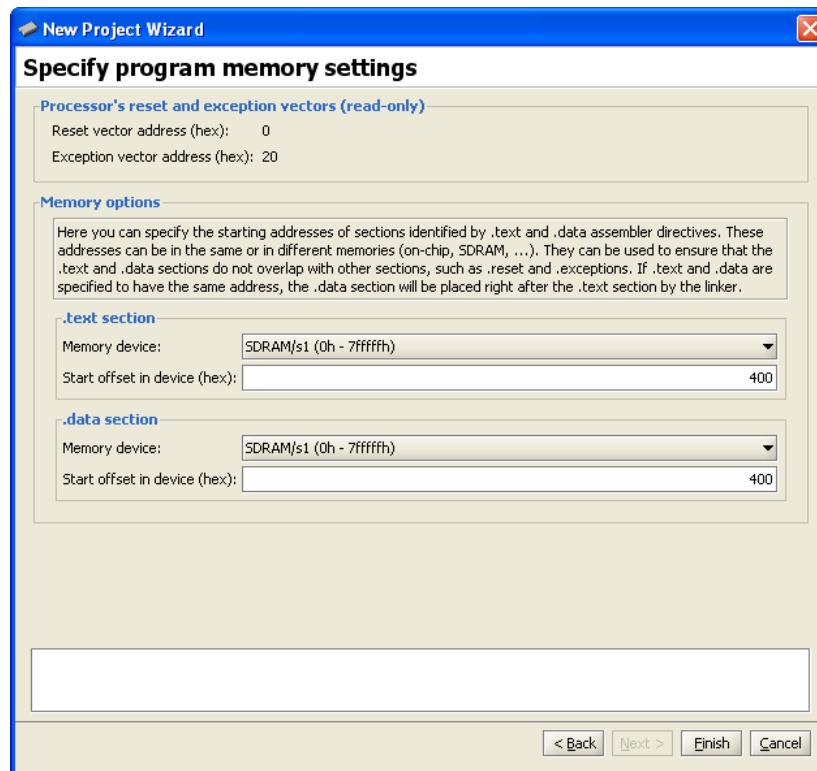 New Project Wizard
Specify program memory settings
Processor's reset and exception vectors (read-only)
Reset vector address (hex): 0
Exception vector address (hex): 20
Memory options
Here you can specify the starting addresses of sections identified by .text and .data assembler directives. These
addresses can be in the same or in different memories (on-chip, SDRAM, ...). They can be used to ensure that the
.text and .data sections do not overlap with other sections, such as .reset and .exceptions. If .text and .data are
specified to have the same address, the .data section will be placed right after the .text section by the linker.
.text section
Memory device: SDRAM/s1 (0h - 7fffffh)
Start offset in device (hex): 400
.data section
Memory device: SDRAM/s1 (0h - 7fffffh)
Start offset in device (hex): 400
< Back Next > Finish Cancel